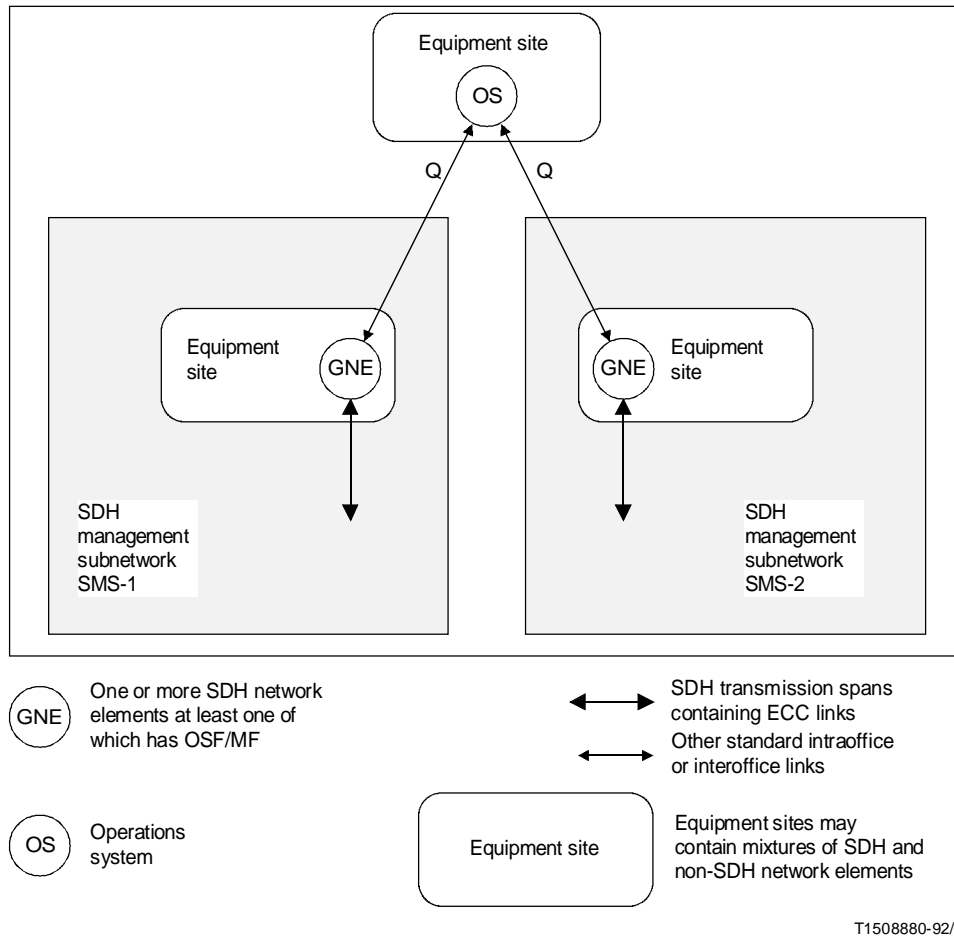 Equipment site
OS
Q
Q
Equipment
site
GNE
GNE
Equipment
site
SDH
management
subnetwork
SMS-1
SDH
management
subnetwork
SMS-2
GNE
One or more SDH network
elements at least one of
which has OSF/MF
SDH transmission spans
containing ECC links
Other standard intraoffice
or interoffice links
OS
Operations
system
Equipment site
Equipment sites may
contain mixtures of SDH and
non-SDH network elements
T1508880-92/